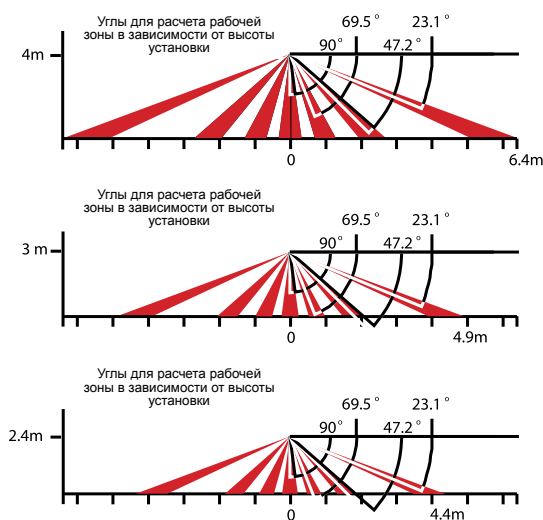 Углы для расчета рабочей
зоны в зависимости от высоты
установки
69.5° 23.1°
90° 47.2°
4m
0 6.4m
Углы для расчета рабочей
зоны в зависимости от высоты
установки
69.5° 23.1°
90° 47.2°
3 m
0 4.9m
Углы для расчета рабочей
зоны в зависимости от высоты
установки
69.5° 23.1°
90° 47.2°
2.4m
0 4.4m